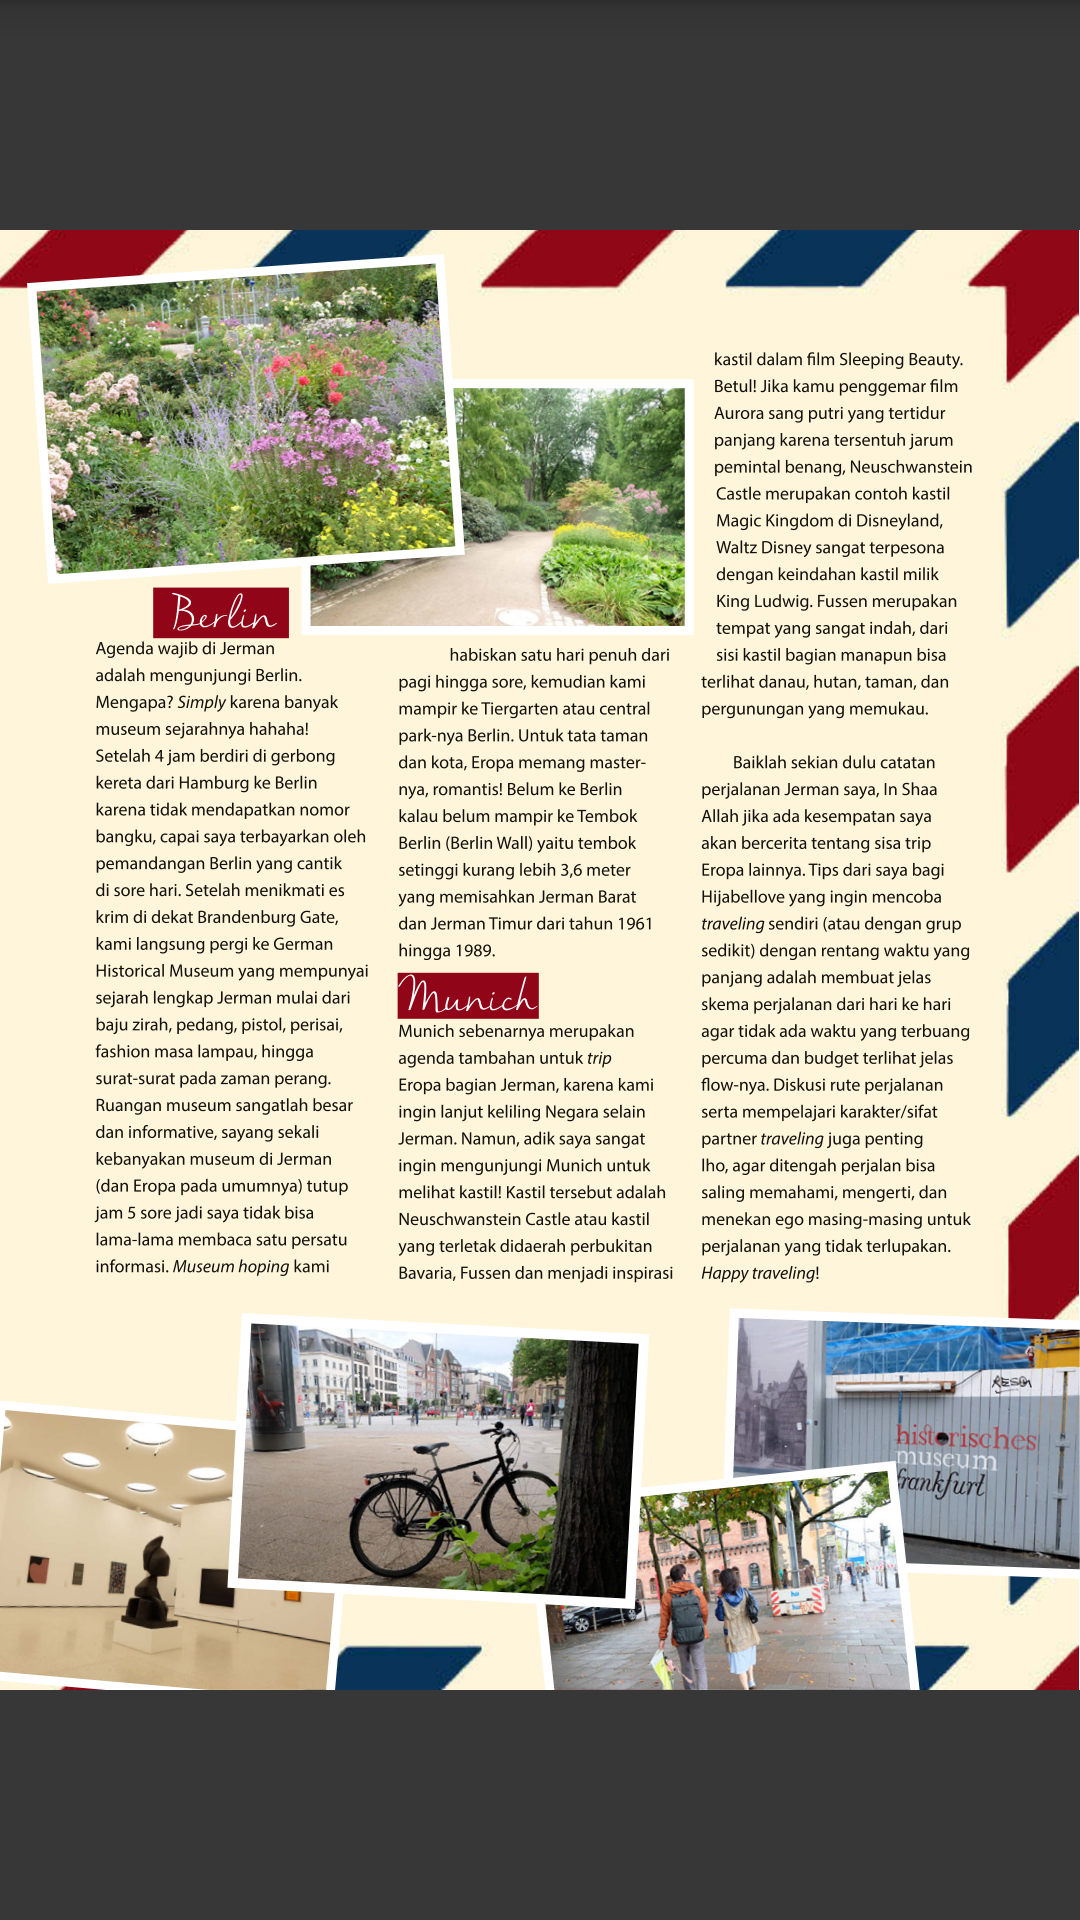 Berlin
Agenda wajib di Jerman
adalah mengunjungi Berlin.
Mengapa? Simply karena banyak
museum sejarahnya hahaha!
Setelah 4 jam berdiri di gerbong
kereta dari Hamburg ke Berlin
karena tidak mendapatkan nomor
bangku, capai saya terbayarkan oleh
pemandangan Berlin yang cantik
di sore hari. Setelah menikmati es
krim di dekat Brandenburg Gate,
kami langsung pergi ke German
Historical Museum yang mempunyai
sejarah lengkap Jerman mulai dari
baju zirah, pedang, pistol, perisai,
fashion masa lampau, hingga
surat-surat pada zaman perang.
Ruangan museum sangatlah besar
dan informative, sayang sekali
kebanyakan museum di Jerman
(dan Eropa pada umumnya) tutup
jam 5 sore jadi saya tidak bisa
lama-lama membaca satu persatu
informasi. Museum hoping kami
habiskan satu hari penuh dari
pagi hingga sore, kemudian kami
mampir ke Tiergarten atau central
park-nya Berlin. Untuk tata taman
dan kota, Eropa memang master-
nya, romantis! Belum ke Berlin
kalau belum mampir ke Tembok
Berlin (Berlin Wall) yaitu tembok
setinggi kurang lebih 3,6 meter
yang memisahkan Jerman Barat
dan Jerman Timur dari tahun 1961
hingga 1989.
Munich
Munich sebenarnya merupakan
agenda tambahan untuk trip
Eropa bagian Jerman, karena kami
ingin lanjut keliling Negara selain
Jerman. Namun, adik saya sangat
ingin mengunjungi Munich untuk
melihat kastil! Kastil tersebut adalah
Neuschwanstein Castle atau kastil
yang terletak didaerah perbukitan
Bavaria, Fussen dan menjadi inspirasi
kastil dalam film Sleeping Beauty.
Betul! Jika kamu penggemar film
Aurora sang putri yang tertidur
panjang karena tersentuh jarum
pemintal benang, Neuschwanstein
Castle merupakan contoh kastil
Magic Kingdom di Disneyland,
Waltz Disney sangat terpesona
dengan keindahan kastil milik
King Ludwig. Fussen merupakan
tempat yang sangat indah, dari
sisi kastil bagian manapun bisa
terlihat danau, hutan, taman, dan
pergunungan yang memukau.
Baiklah sekian dulu catatan
perjalanan Jerman saya, In Shaa
Allah jika ada kesempatan saya
akan bercerita tentang sisa trip
Eropa lainnya. Tips dari saya bagi
Hijabellove yang ingin mencoba
traveling sendiri (atau dengan grup
sedikit) dengan rentang waktu yang
panjang adalah membuat jelas
skema perjalanan dari hari ke hari
agar tidak ada waktu yang terbuang
percuma dan budget terlihat jelas
flow-nya. Diskusi rute perjalanan
serta mempelajari karakter/sifat
partner traveling juga penting
lho, agar ditengah perjalan bisa
saling memahami, mengerti, dan
menekan ego masing-masing untuk
perjalanan yang tidak terlupakan.
Happy traveling!
historisches
museum
frankfurt